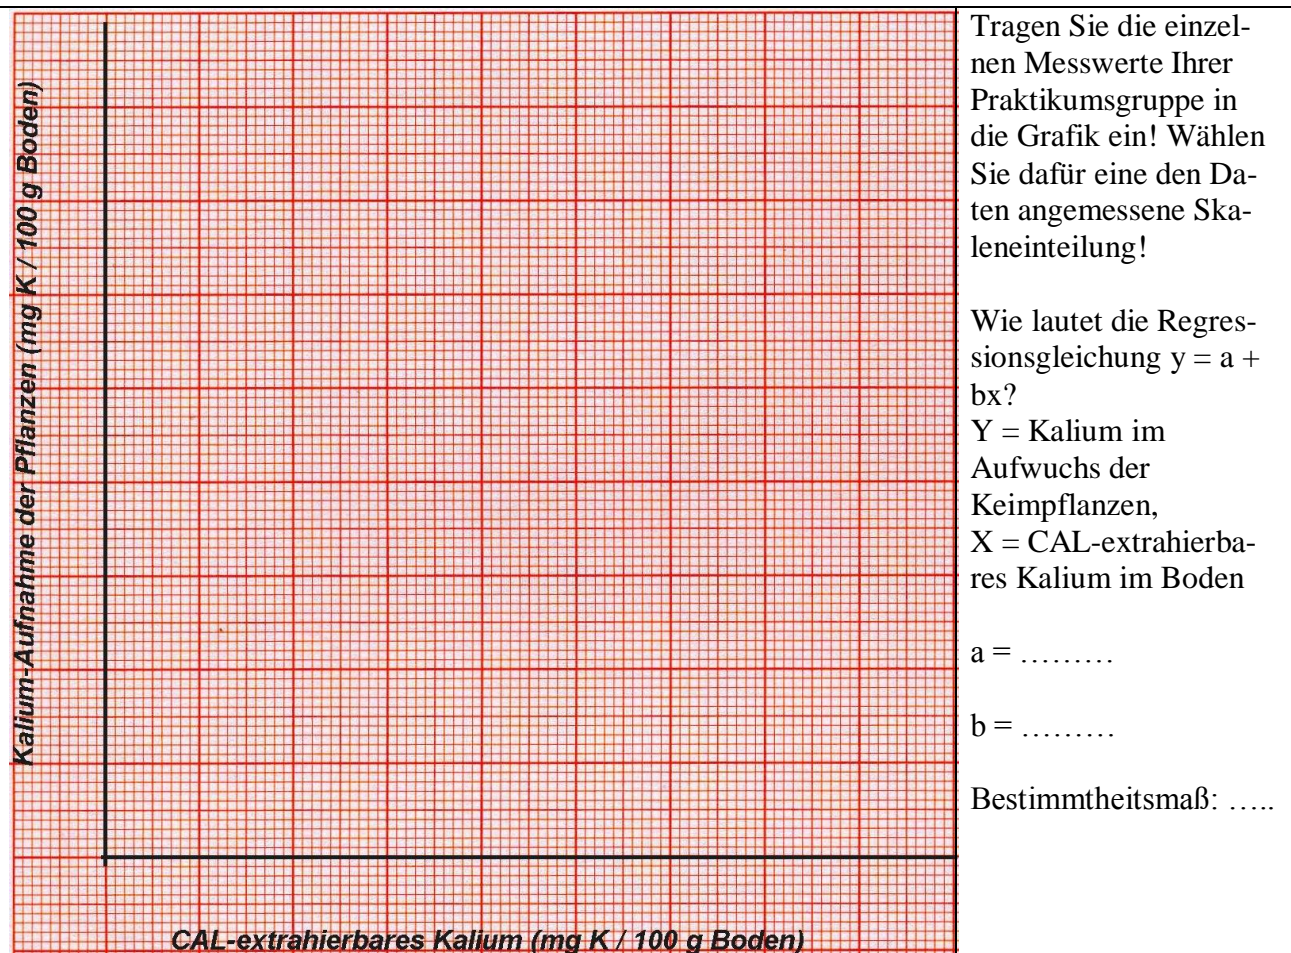 Kalium-Aufnahme der Pflanzen (mg K / 100 g Boden)
CAL-extrahierbares Kalium (mg K / 100 g Boden)
Tragen Sie die einzel-
nen Messwerte Ihrer
Praktikumsgruppe in
die Grafik ein! Wählen
Sie dafür eine den Da-
ten angemessene Ska-
leneinteilung!
Wie lautet die Regres-
sionsgleichung y = a +
bx?
Y = Kalium im
Aufwuchs der
Keimpflanzen,
X = CAL-extrahierba-
res Kalium im Boden
a = ………
b = ………
Bestimmtheitsmaß: …..